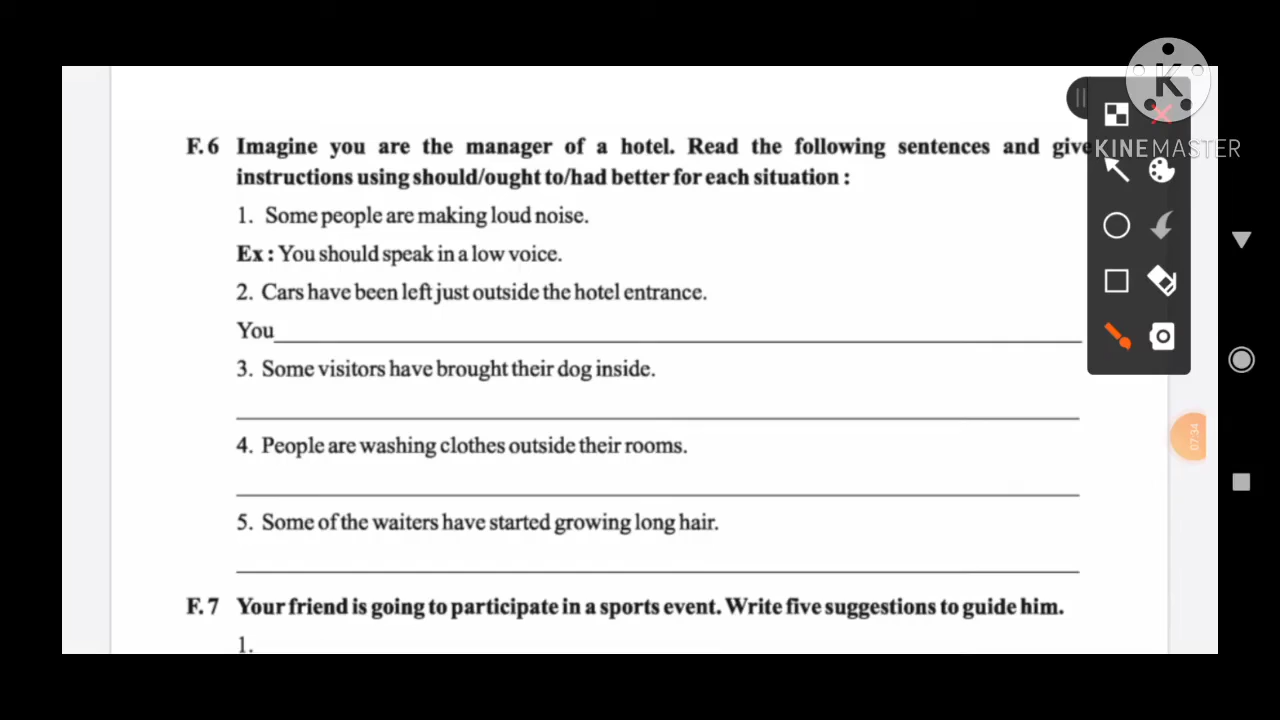 KINEMASTER
F.6 Imagine you are the manager of a hotel. Read the following sentences and give
instructions using should/ought to/had better for each situation :
1. Some people are making loud noise.
Ex : You should speak in a low voice.
2. Cars have been left just outside the hotel entrance.
You
3. Some visitors have brought their dog inside.
4. People are washing clothes outside their rooms.
07:34
5. Some of the waiters have started growing long hair.
F.7 Your friend is going to participate in a sports event. Write five suggestions to guide him.
1.